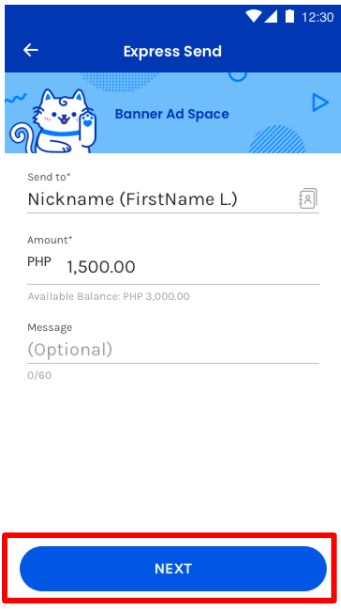 12:30
Express Send
Banner Ad Space
Send to*
Nickname (FirstName L.)
Amount*
PHP 1,500.00
Available Balance: PHP 3,000.00
Message
(Optional)
0/60
NEXT